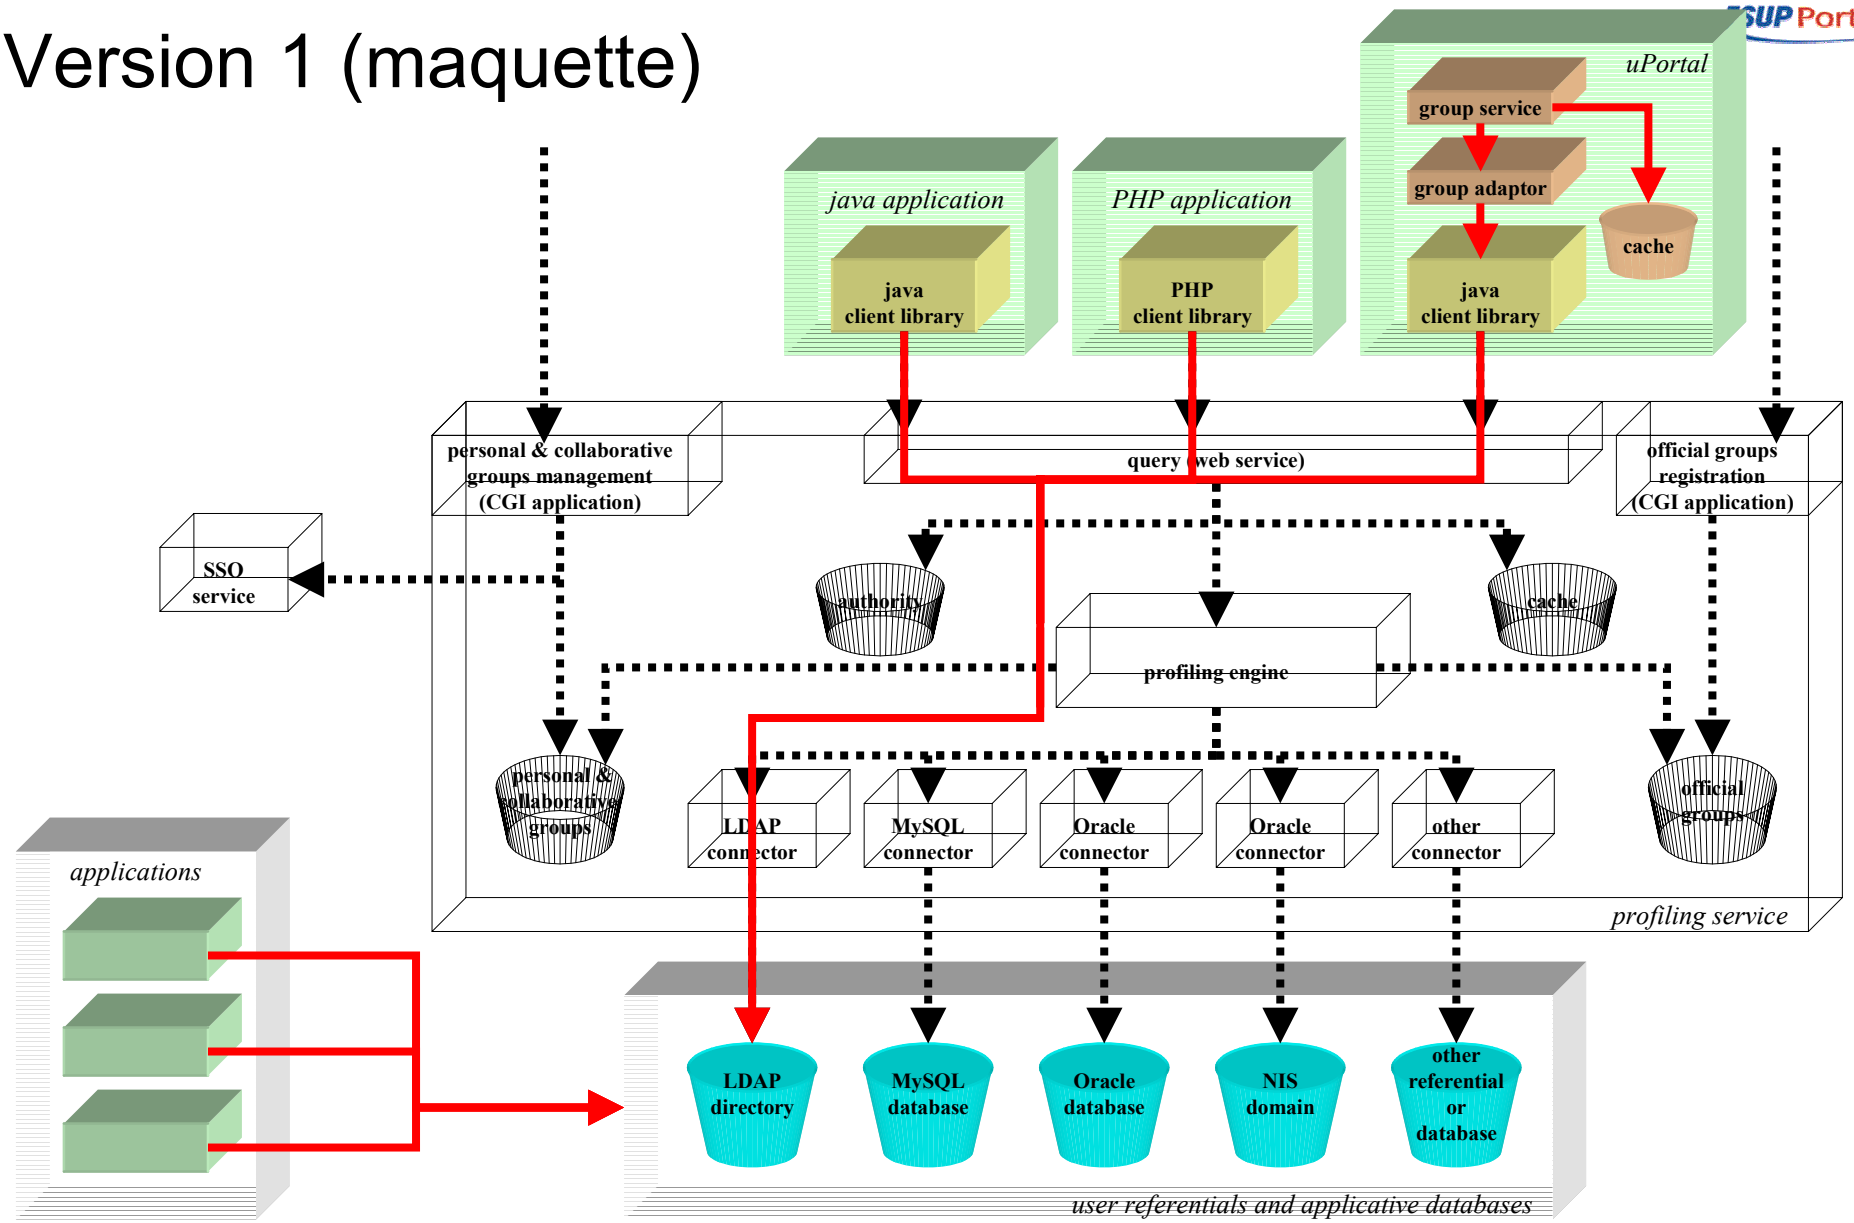 Version 1 (maquette)
ESUP Port
uPortal
group service
group adaptor
cache
java
client library
java application
java
client library
PHP application
PHP
client library
personal & collaborative
groups management
(CGI application)
query (web service)
official groups
registration
(CGI application)
SSO
service
authority
cache
profiling engine
personal &
collaborative
groups
LDAP
connector
MySQL
connector
Oracle
connector
Oracle
connector
other
connector
official
groups
profiling service
applications
LDAP
directory
MySQL
database
Oracle
database
NIS
domain
other
referential
or
database
user referentials and applicative databases